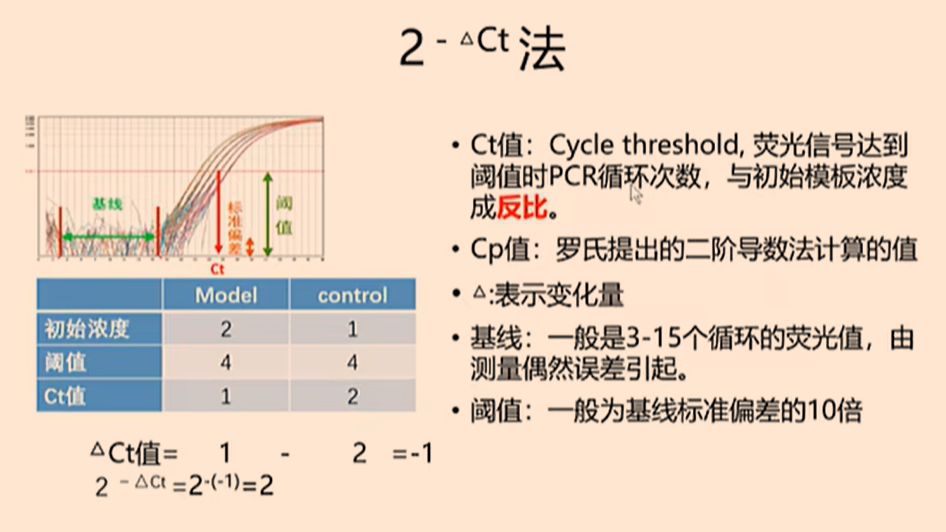 2 - △Ct 法
基线
标准偏差
阈值
Ct
Model control
初始浓度 2 1
阈值 4 4
Ct值 1 2
△Ct值= 1 - 2 =-1
2 - △Ct =2-(-1)=2
• Ct值：Cycle threshold, 荧光信号达到
阈值时PCR循环次数，与初始模板浓度
成反比。
• Cp值：罗氏提出的二阶导数法计算的值
• △:表示变化量
• 基线：一般是3-15个循环的荧光值，由
测量偶然误差引起。
• 阈值：一般为基线标准偏差的10倍